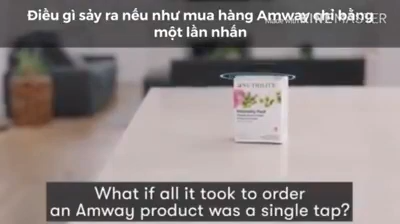 Điều gì sảy ra nếu như mua hàng Amway chỉ bằng
một lần nhấn
NUTRILITE
What if all it took to order
an Amway product was a single tap?